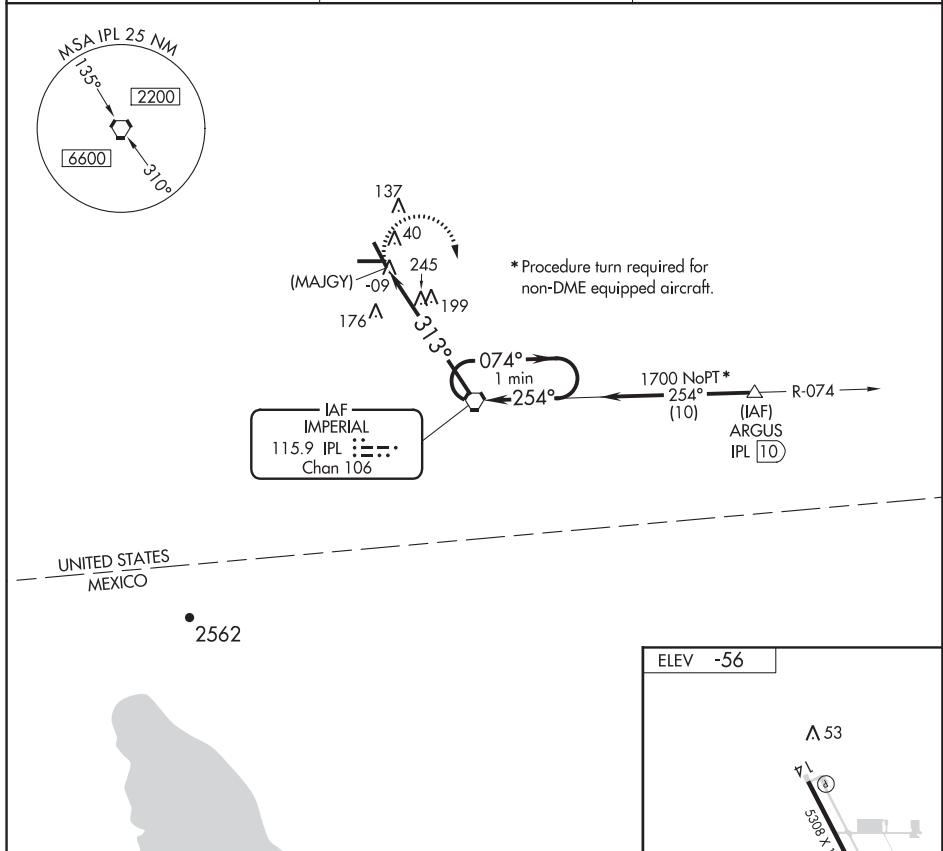 MSA IPL 25 NM
135°
2200
6600
310°
137
40
(MAJGY)
-09
245
199
176
* Procedure turn required for
non-DME equipped aircraft.
313°
074°
1 min
254°
1700 NoPT *
254°
(10)
R-074
(IAF)
ARGUS
IPL 10
IAF
IMPERIAL
115.9 IPL
Chan 106
UNITED STATES
MEXICO
2562
ELEV -56
53
14
5308 X